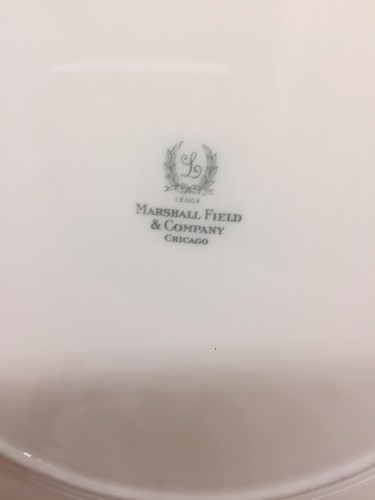 L
LENOX
MARSHALL FIELD
& COMPANY
CHICAGO